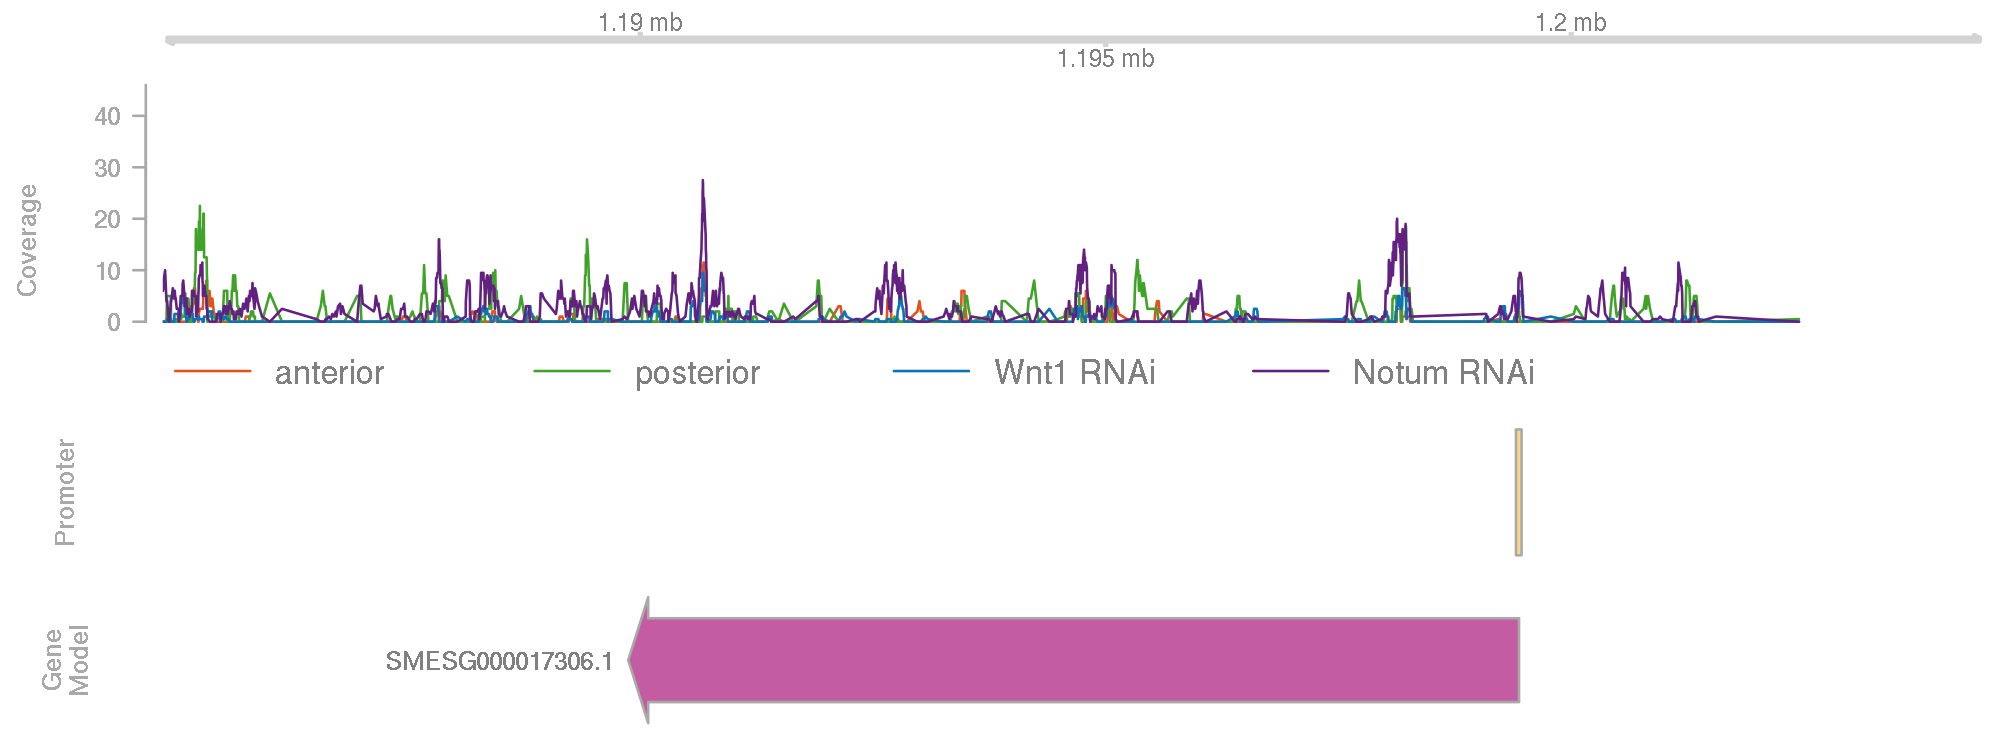 1.19 mb
1.2 mb
1.195 mb
Coverage
40
30
20
10
0
anterior
posterior
Wnt1 RNAi
Notum RNAi
Promoter
Gene
Model
SMESG000017306.1